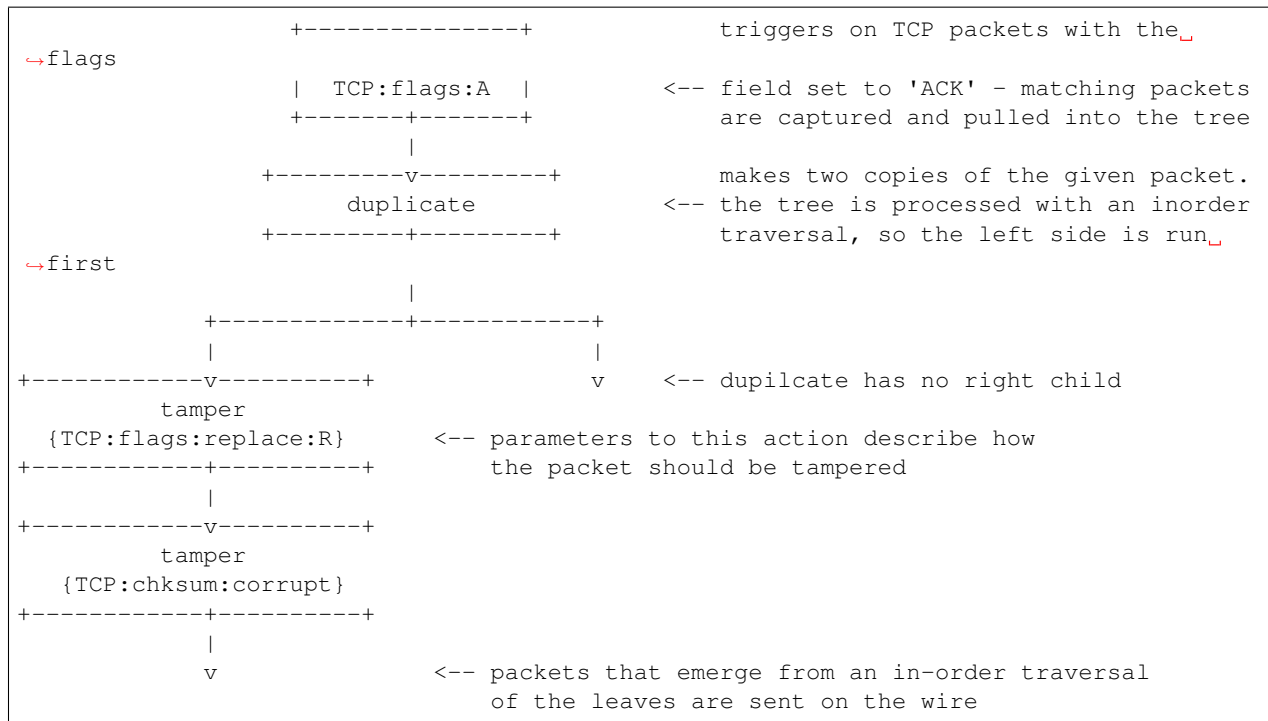 +---------------+              triggers on TCP packets with the␣
↪flags
                      |  TCP:flags:A  |          <-- field set to 'ACK' - matching packets
                      +-------+-------+              are captured and pulled into the tree
                              |
                    +---------v---------+            makes two copies of the given packet.
                          duplicate              <-- the tree is processed with an inorder
                    +---------+---------+            traversal, so the left side is run␣
↪first
                              |
                +-------------+------------+
                |                          |
   +------------v----------+               v     <-- dupilcate has no right child
             tamper
     {TCP:flags:replace:R}      <-- parameters to this action describe how
   +------------+----------+        the packet should be tampered
                |
   +------------v----------+
             tamper
      {TCP:chksum:corrupt}
   +------------+----------+
                |
                v               <-- packets that emerge from an in-order traversal
                                    of the leaves are sent on the wire